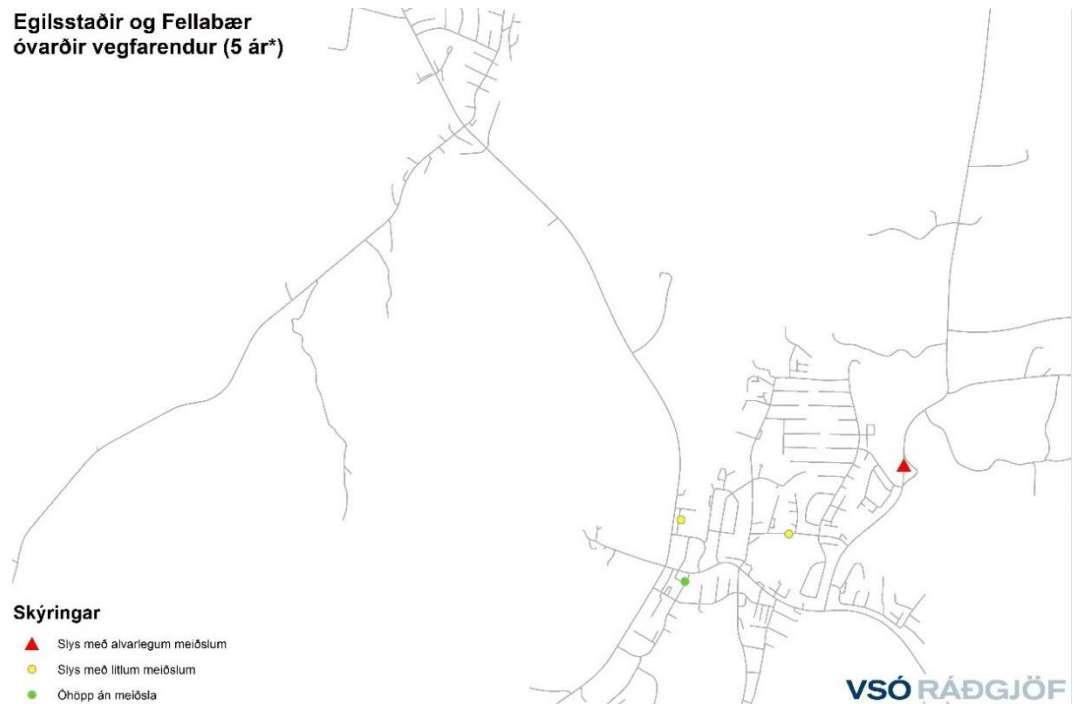 Egilsstaðir og Fellabær
óvarðir vegfarendur (5 ár*)
Skýringar
Slys með alvarlegum meiðslum
Slys með litlum meiðslum
Óhöpp án meiðsla
VSÓ RÁÐGJÖF